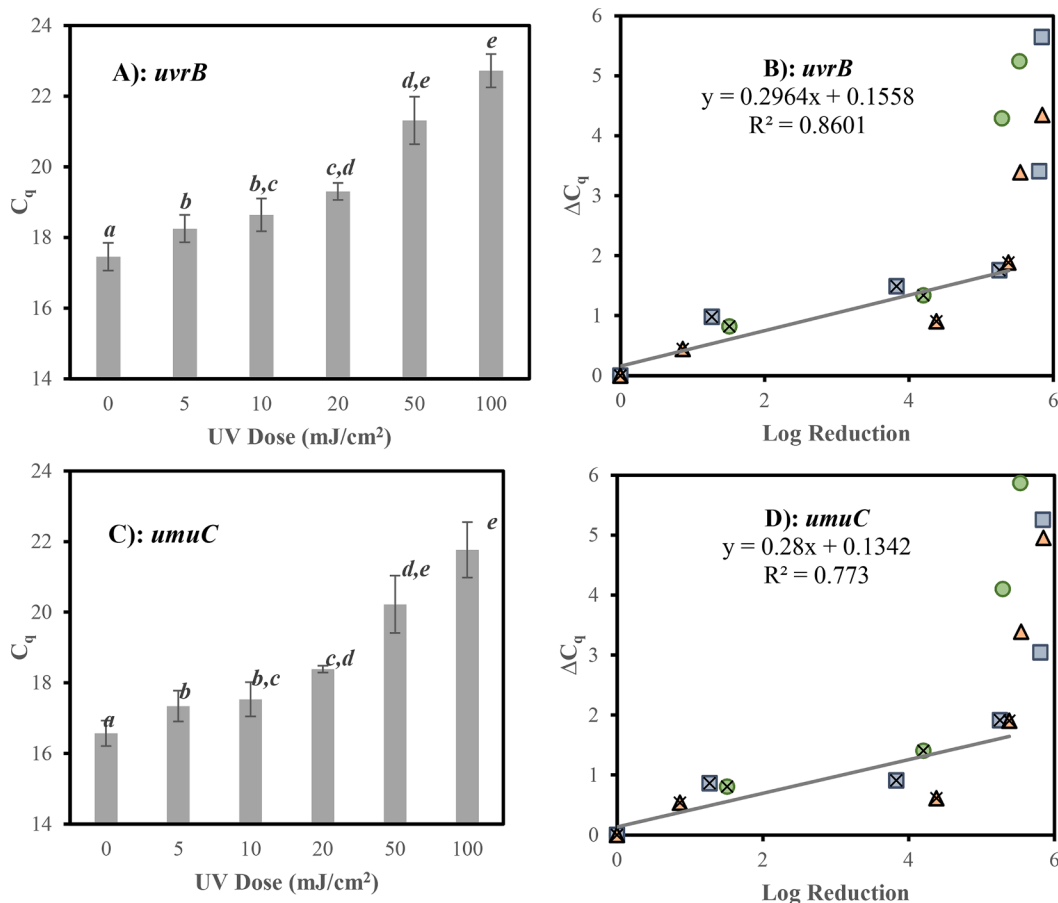 24
22
20
18
16
14
C_q
A): uvrB
a
b
b,c
c,d
d,e
e
0 5 10 20 50 100
UV Dose (mJ/cm²)
6
5
4
3
2
1
0
ΔC_q
B): uvrB
y = 0.2964x + 0.1558
R² = 0.8601
0 2 4 6
Log Reduction
24
22
20
18
16
14
C_q
C): umuC
a
b
b,c
c,d
d,e
e
0 5 10 20 50 100
UV Dose (mJ/cm²)
6
5
4
3
2
1
0
ΔC_q
D): umuC
y = 0.28x + 0.1342
R² = 0.773
0 2 4 6
Log Reduction